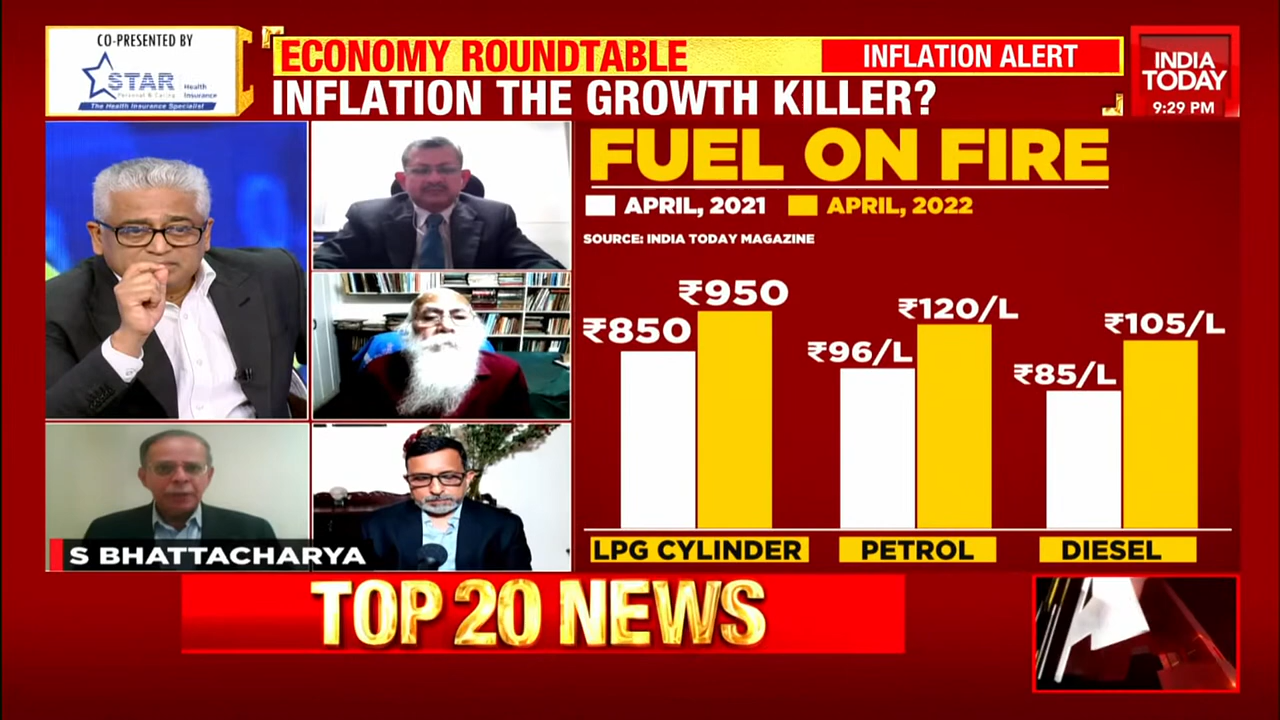 CO-PRESENTED BY
STAR
Health
Insurance
Personal & Caring
The Health Insurance Specialist
ECONOMY ROUNDTABLE
INFLATION ALERT
INFLATION THE GROWTH KILLER?
INDIA
TODAY
9:29 PM
FUEL ON FIRE
APRIL, 2021 APRIL, 2022
SOURCE: INDIA TODAY MAGAZINE
₹850 ₹950
₹96/L ₹120/L
₹85/L ₹105/L
LPG CYLINDER PETROL DIESEL
S BHATTACHARYA
TOP 20 NEWS